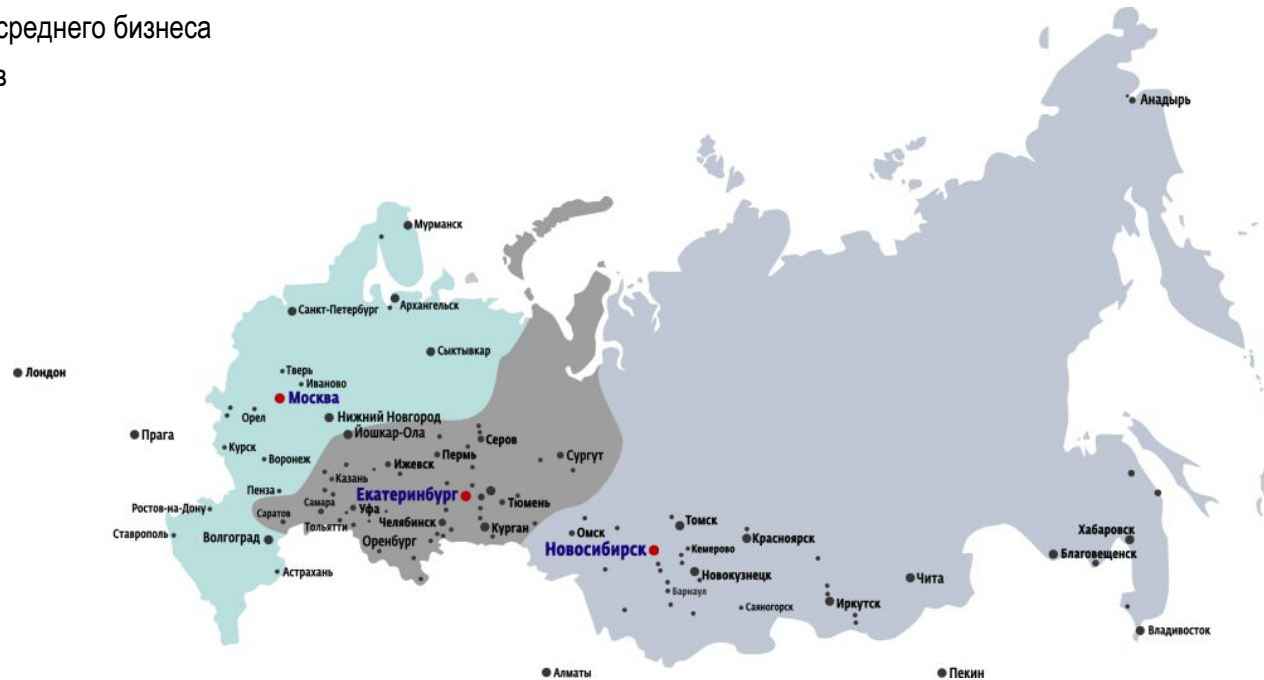 среднего бизнеса
в
Анадырь
Мурманск
Санкт-Петербург
Архангельск
Сыктывкар
Лондон
Тверь
Иваново
Москва
Орел
Нижний Новгород
Йошкар-Ола
Прага
Серов
Курск
Воронеж
Пермь
Сургут
Ижевск
Казань
Пенза
Екатеринбург
Самара
Тюмень
Ростов-на-Дону
Саратов
Уфа
Тольятти
Челябинск
Курган
Томск
Ставрополь
Волгоград
Оренбург
Омск
Красноярск
Хабаровск
Новосибирск
Кемерово
Благовещенск
Астрахань
Новокузнецк
Чита
Барнаул
Саяногорск
Иркутск
Владивосток
Алматы
Пекин